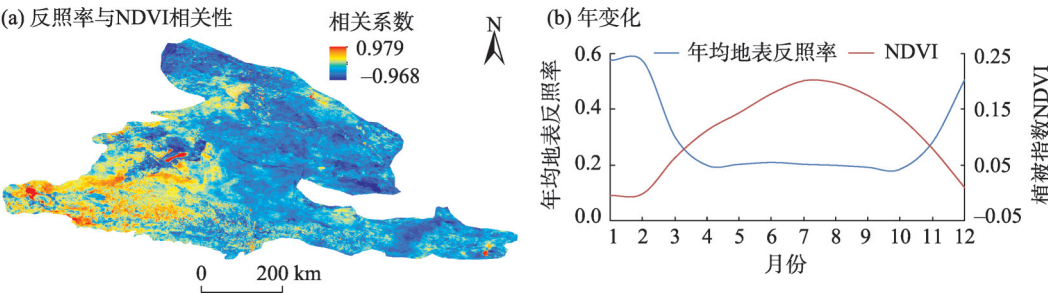 (a) 反照率与NDVI相关性
相关系数
0.979
−0.968
N
0 200 km
(b) 年变化
年均地表反照率 NDVI
年均地表反照率
0.6
0.4
0.2
0.0
0.25
0.15
0.05
−0.05
植被指数NDVI
1 2 3 4 5 6 7 8 9 10 11 12
月份